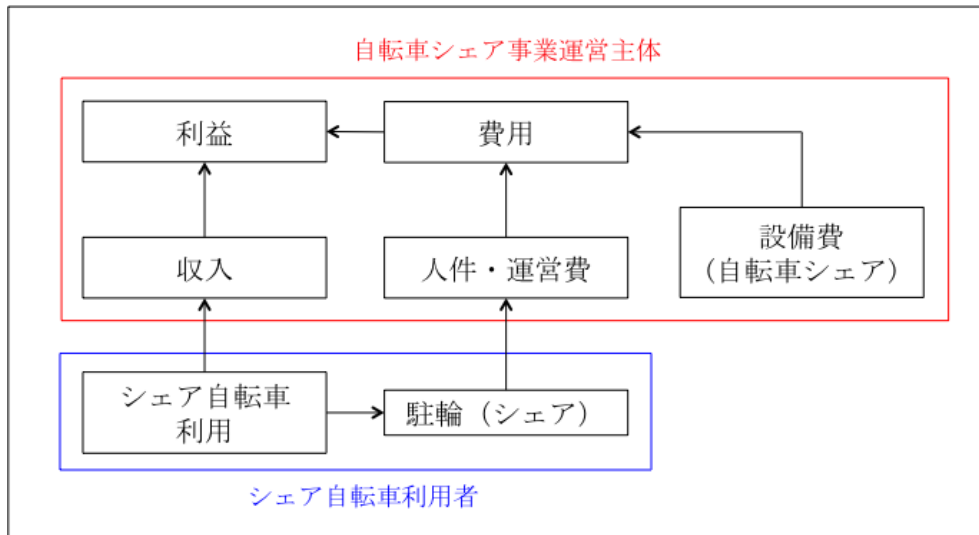 自転車シェア事業運営主体
利益
費用
収入
人件・運営費
設備費
（自転車シェア）
シェア自転車
利用
駐輪（シェア）
シェア自転車利用者